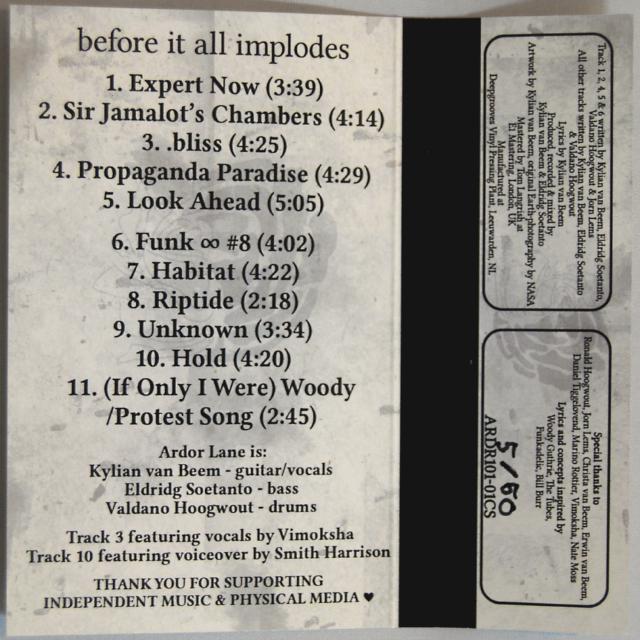 before it all implodes
1. Expert Now (3:39)
2. Sir Jamalot's Chambers (4:14)
3. .bliss (4:25)
4. Propaganda Paradise (4:29)
5. Look Ahead (5:05)
6. Funk ∞ #8 (4:02)
7. Habitat (4:22)
8. Riptide (2:18)
9. Unknown (3:34)
10. Hold (4:20)
11. (If Only I Were) Woody
/Protest Song (2:45)
Ardor Lane is:
Kylian van Beem - guitar/vocals
Eldridg Soetanto - bass
Valdano Hoogwout - drums
Track 3 featuring vocals by Vimoksha
Track 10 featuring voiceover by Smith Harrison
THANK YOU FOR SUPPORTING
INDEPENDENT MUSIC & PHYSICAL MEDIA ♥
Track 1, 2, 4, 5 & 6 written by Kylian van Beem, Eldridg Soetanto,
Valdano Hoogwout & Jorn Lems
All other tracks written by Kylian van Beem, Eldridg Soetanto
& Valdano Hoogwout
Lyrics by Kylian van Beem
Produced, recorded & mixed by
Kylian van Beem & Eldridg Soetanto
Artwork by Kylian van Beem, original Earth-photography by NASA
Mastered by Tom Langrish at
El Mastering, London, UK
Manufactured at
Deepgrooves Vinyl Pressing Plant, Leeuwarden, NL
Special thanks to
Ronald Hoogwout, Jorn Lems, Christa van Beem, Erwin van Beem,
Daniel Tiggelovend, Marino Rottier, Vimoksha, Nate Moss
Lyrics and concepts inspired by
Woody Guthrie, The Tubes,
Funkadelic, Bill Burr
5/60
ARDR101-01CS